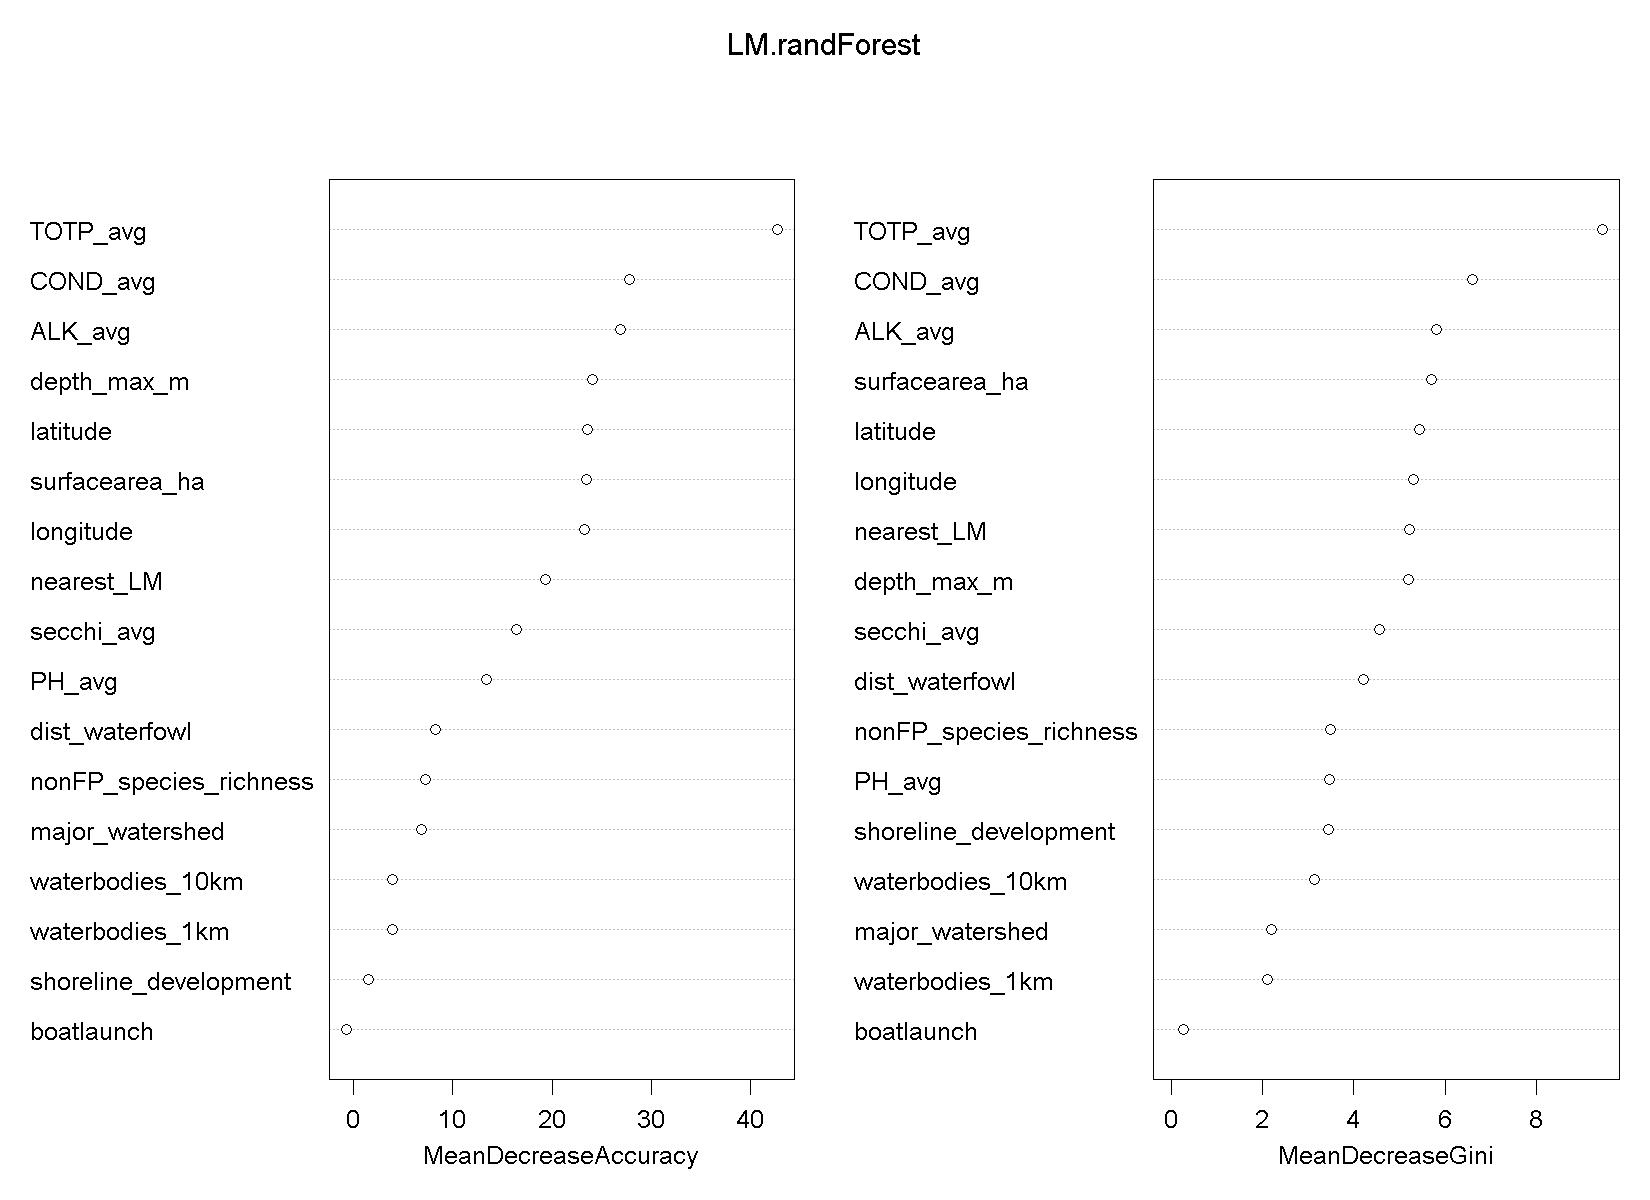 LM.randForest
TOTP_avg
COND_avg
ALK_avg
depth_max_m
latitude
surfacearea_ha
longitude
nearest_LM
secchi_avg
PH_avg
dist_waterfowl
nonFP_species_richness
major_watershed
waterbodies_10km
waterbodies_1km
shoreline_development
boatlaunch
0 10 20 30 40
MeanDecreaseAccuracy
TOTP_avg
COND_avg
ALK_avg
surfacearea_ha
latitude
longitude
nearest_LM
depth_max_m
secchi_avg
dist_waterfowl
nonFP_species_richness
PH_avg
shoreline_development
waterbodies_10km
major_watershed
waterbodies_1km
boatlaunch
0 2 4 6 8
MeanDecreaseGini